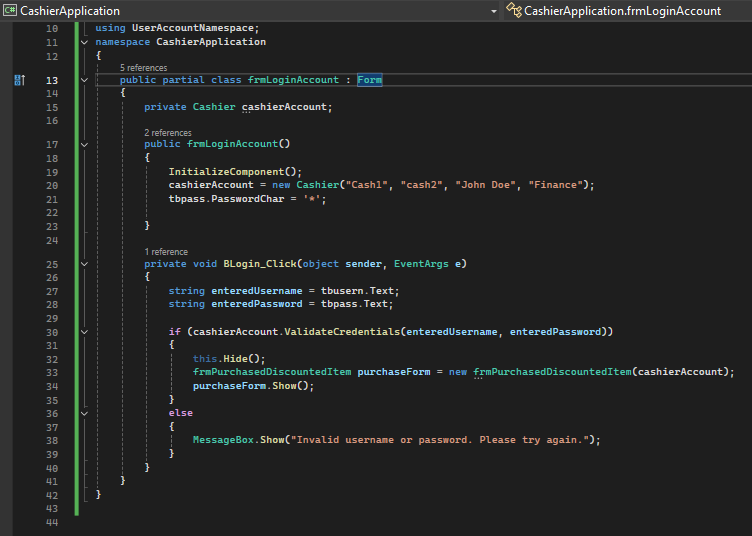 C# CashierApplication CashierApplication.frmLoginAccount
10 using UserAccountNamespace;
11 namespace CashierApplication
12 {
5 references
13 public partial class frmLoginAccount : Form
14 {
15 private Cashier cashierAccount;
16
2 references
17 public frmLoginAccount()
18 {
19 InitializeComponent();
20 cashierAccount = new Cashier("Cash1", "cash2", "John Doe", "Finance");
21 tbpass.PasswordChar = '*';
22
23 }
24
1 reference
25 private void BLogin_Click(object sender, EventArgs e)
26 {
27 string enteredUsername = tbusern.Text;
28 string enteredPassword = tbpass.Text;
29
30 if (cashierAccount.ValidateCredentials(enteredUsername, enteredPassword))
31 {
32 this.Hide();
33 frmPurchasedDiscountedItem purchaseForm = new frmPurchasedDiscountedItem(cashierAccount);
34 purchaseForm.Show();
35 }
36 else
37 {
38 MessageBox.Show("Invalid username or password. Please try again.");
39 }
40 }
41 }
42 }
43
44